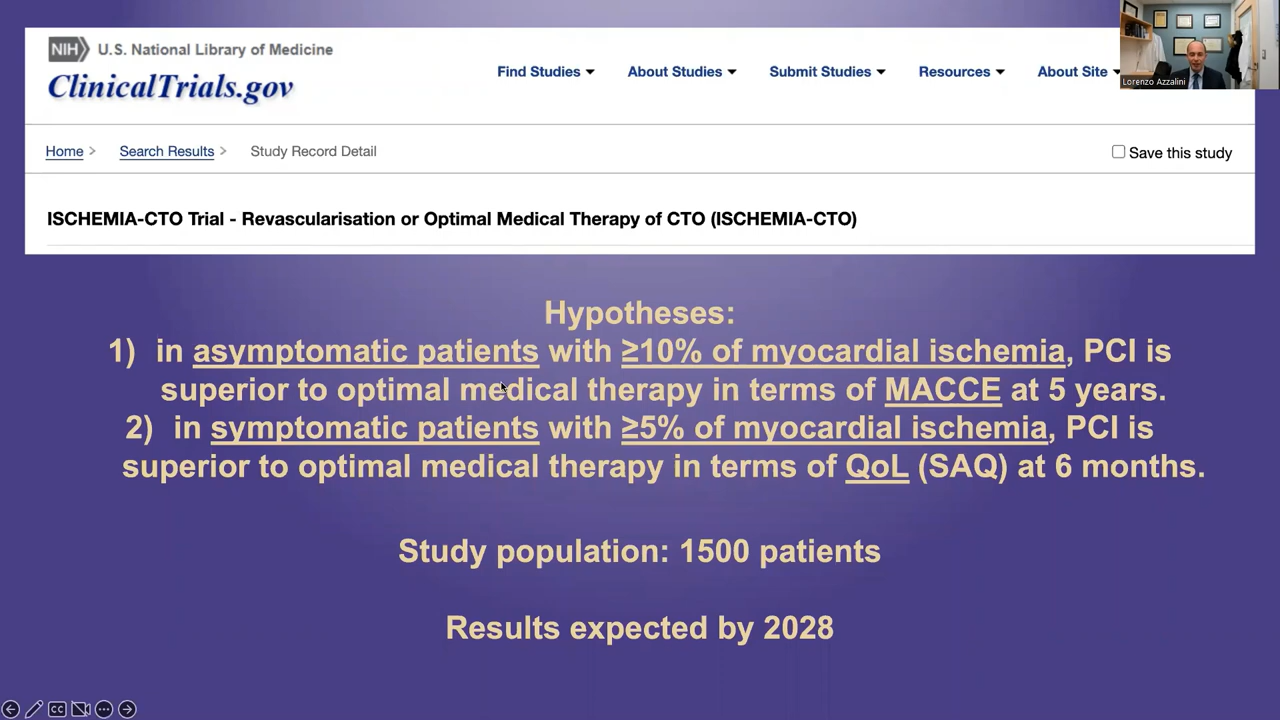 NIH U.S. National Library of Medicine
ClinicalTrials.gov
Find Studies About Studies Submit Studies Resources About Site
Lorenzo Azzalini
Home > Search Results > Study Record Detail
Save this study
ISCHEMIA-CTO Trial - Revascularisation or Optimal Medical Therapy of CTO (ISCHEMIA-CTO)
Hypotheses:
1) in asymptomatic patients with ≥10% of myocardial ischemia, PCI is
superior to optimal medical therapy in terms of MACCE at 5 years.
2) in symptomatic patients with ≥5% of myocardial ischemia, PCI is
superior to optimal medical therapy in terms of QoL (SAQ) at 6 months.
Study population: 1500 patients
Results expected by 2028
CC